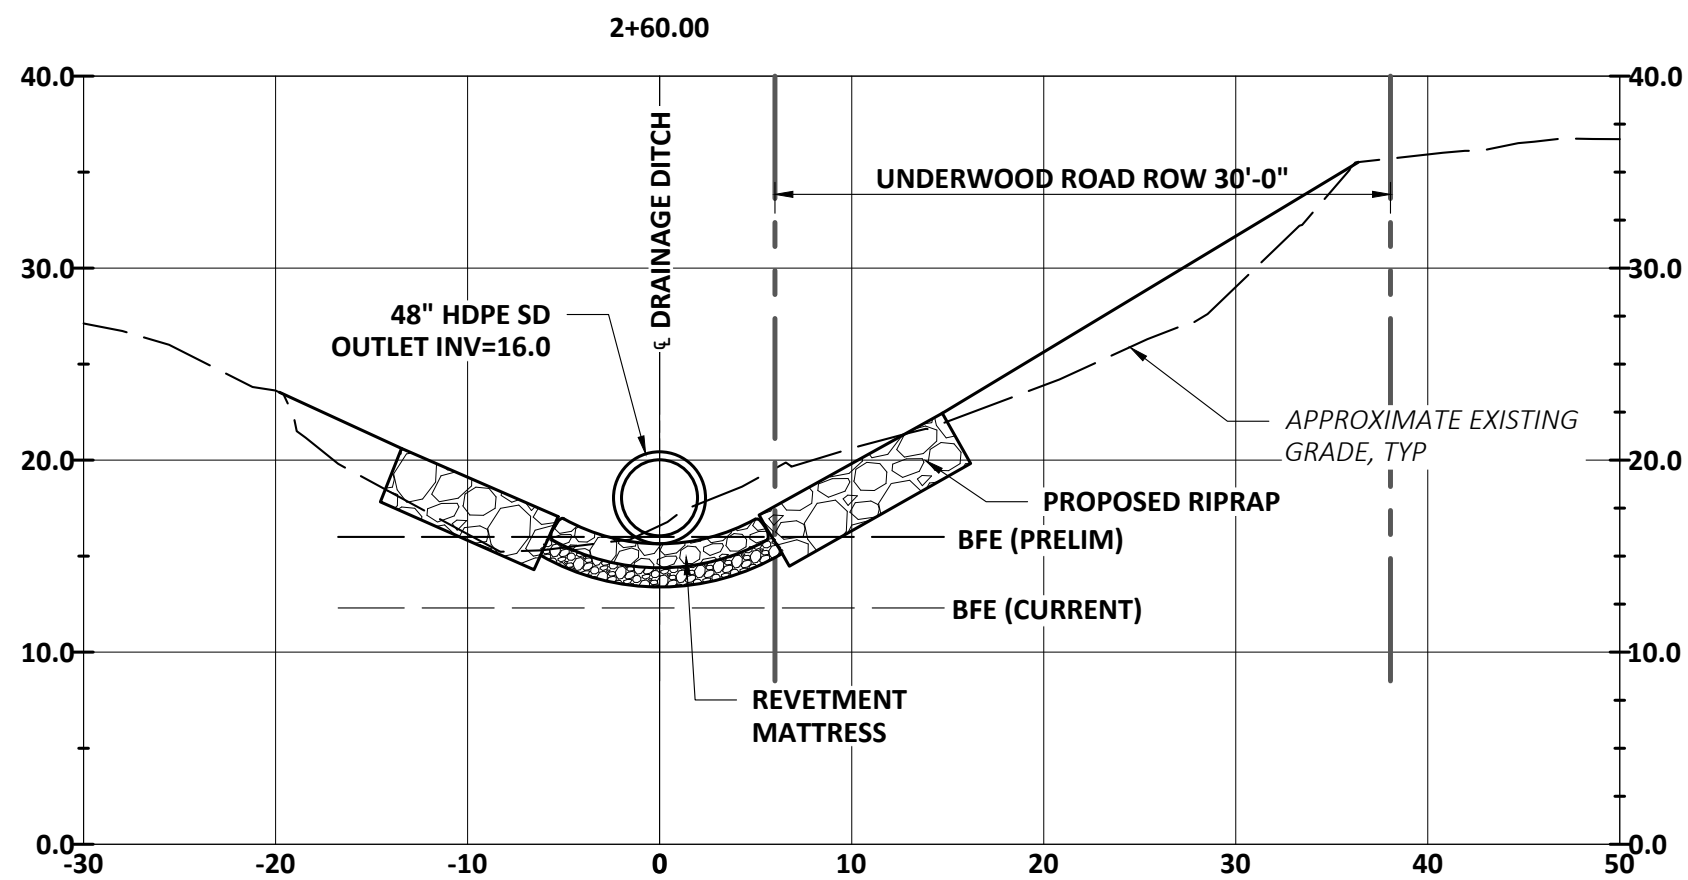 2+60.00
40.0
40.0
℄ DRAINAGE DITCH
UNDERWOOD ROAD ROW 30'-0"
30.0
30.0
48" HDPE SD
OUTLET INV=16.0
APPROXIMATE EXISTING
GRADE, TYP
20.0
20.0
PROPOSED RIPRAP
BFE (PRELIM)
BFE (CURRENT)
10.0
10.0
REVETMENT
MATTRESS
0.0
0.0
-30 -20 -10 0 10 20 30 40 50